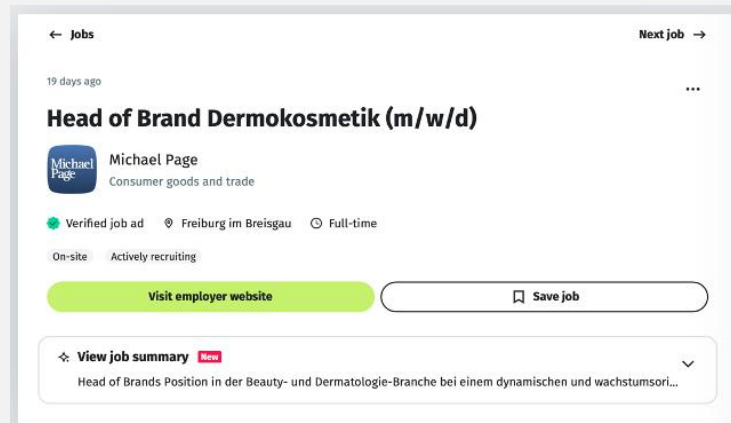 ← Jobs
Next job →
19 days ago
...
Head of Brand Dermokosmetik (m/w/d)
Michael
Page
Michael Page
Consumer goods and trade
Verified job ad Freiburg im Breisgau Full-time
On-site Actively recruiting
Visit employer website
Save job
View job summary New
Head of Brands Position in der Beauty- und Dermatologie-Branche bei einem dynamischen und wachstumsori...